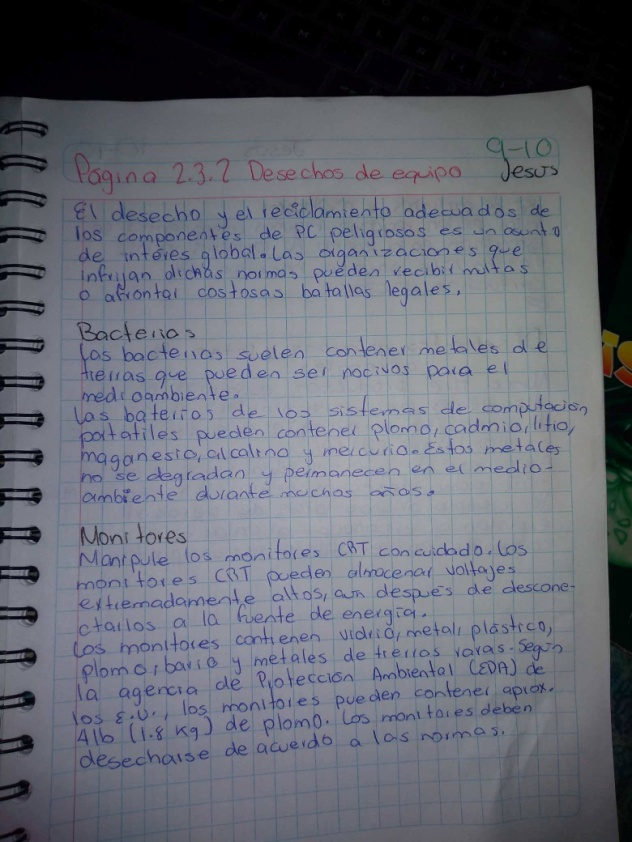 9-10
Página 2.3.2 Desechos de equipo Jesus
El desecho y el reciclamiento adecuados de
los componentes de PC peligrosos es un asunto
de interes global. Las organizaciones que
infrijan dichas normas pueden recibir multas
o afrontar costosas batallas legales.
Bacterias
Las bacterias suelen contener metales de
tierras que pueden ser nocivos para el
medioambiente.
Las baterias de los sistemas de computación
portatiles pueden contener plomo, cadmio, litio,
maganesio, alcalino y mercurio. Estos metales
no se degradan y permanecen en el medio-
ambiente durante muchos años.
Monitores
Manipule los monitores CRT con cuidado. Los
monitores CRT pueden almacenar voltajes
extremadamente altos, aun después de descone-
ctarlos a la fuente de energía.
Los monitores contienen vidrio, metal, plástico,
plomo, bario y metales de tierras raras. Según
la agencia de Protección Ambiental (EDA) de
los E.U., los monitores pueden contener aprox.
4lb (1.8 Kg) de plomo. Los monitores deben
desecharse de acuerdo a las normas.